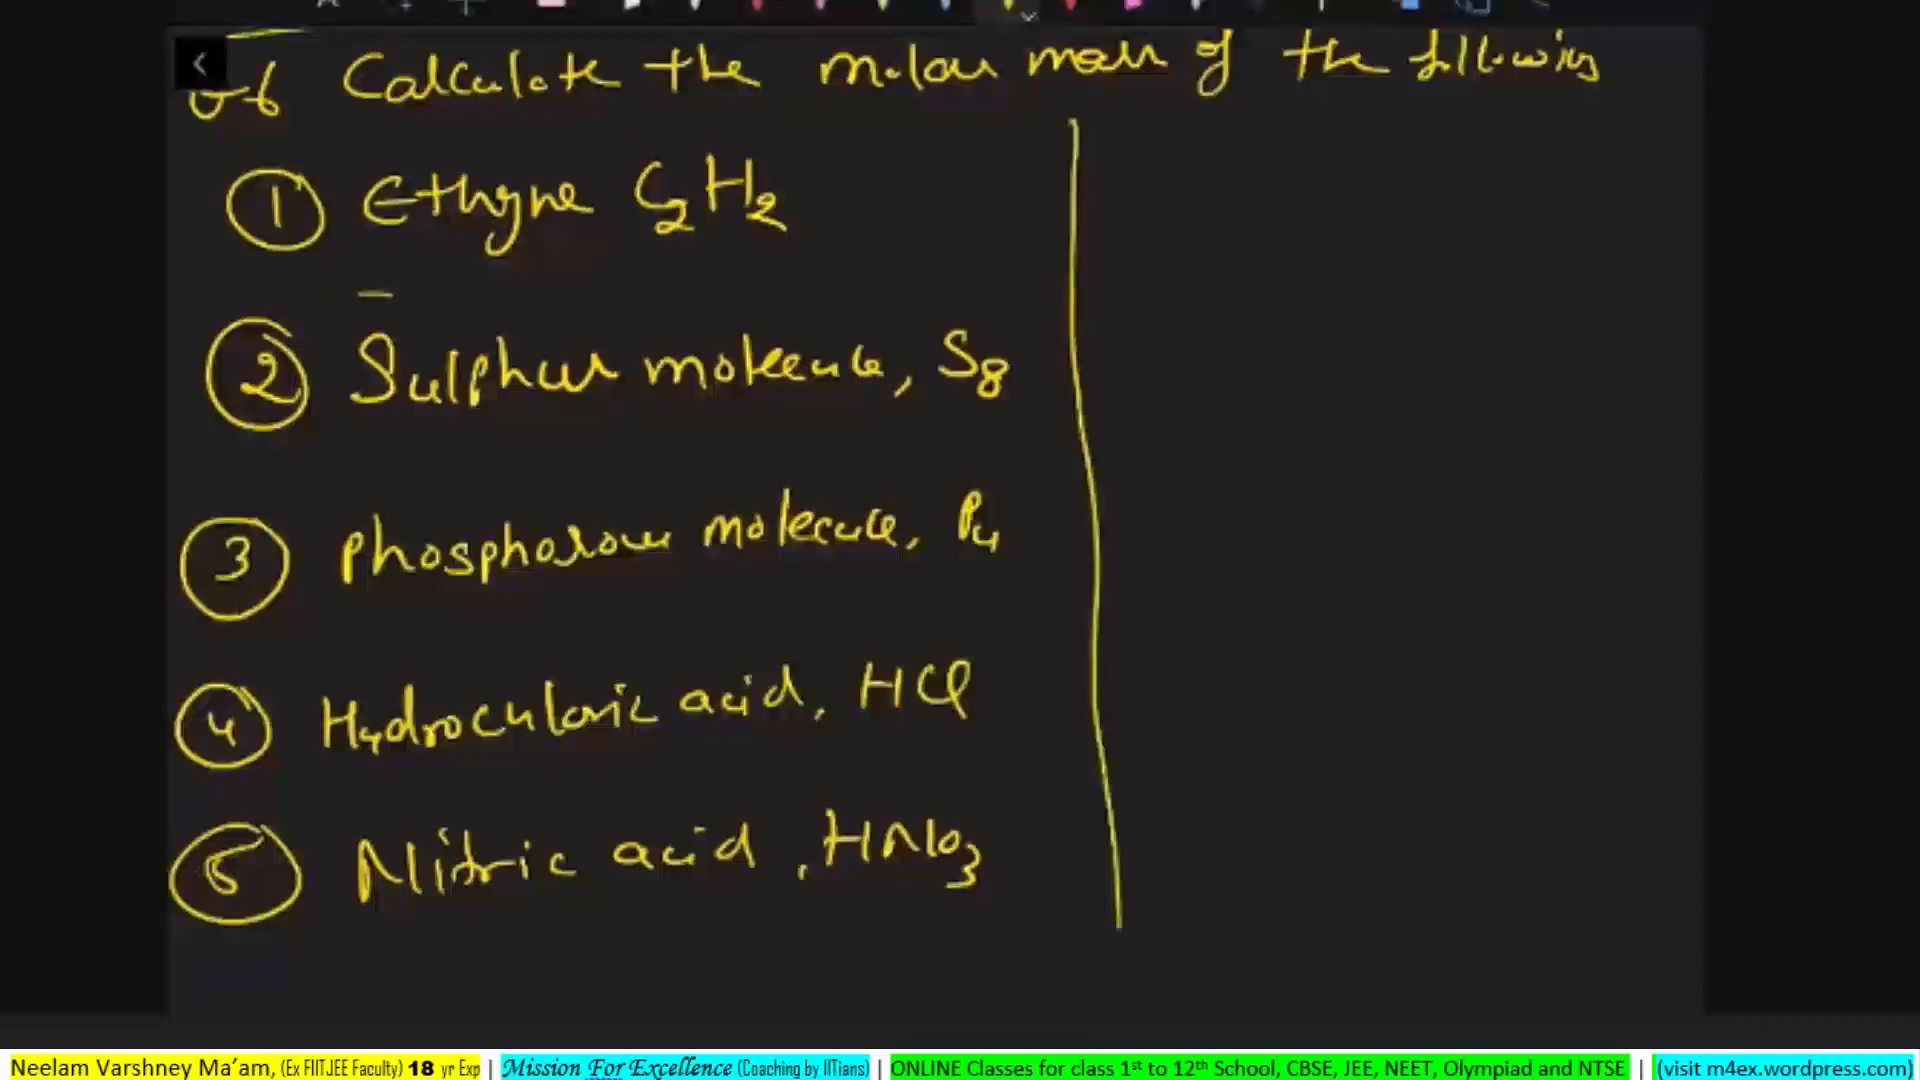 Calculate the molar mass of the following
1 Ethyne C₂H₂
2 Sulphur molecule, S₈
3 Phosphorous molecule, P₄
4 Hydrochloric acid, HCl
5 Nitric acid, HNO₃
Neelam Varshney Ma'am, (Ex FIITJEE Faculty) 18 yr Exp | Mission For Excellence (Coaching by IITians) | ONLINE Classes for class 1st to 12th School, CBSE, JEE, NEET, Olympiad and NTSE | (visit m4ex.wordpress.com)